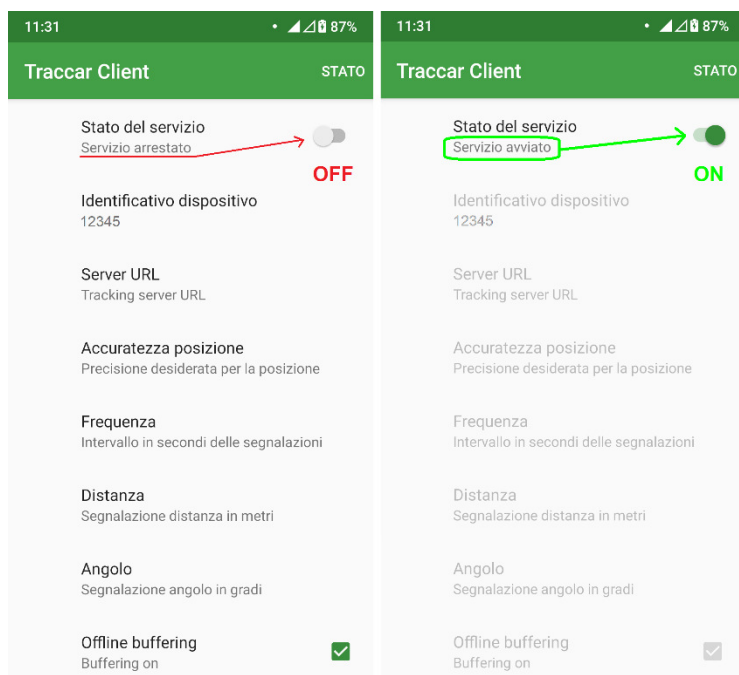 11:31 87%
Traccar Client STATO
Stato del servizio
Servizio arrestato
OFF
Identificativo dispositivo
12345
Server URL
Tracking server URL
Accuratezza posizione
Precisione desiderata per la posizione
Frequenza
Intervallo in secondi delle segnalazioni
Distanza
Segnalazione distanza in metri
Angolo
Segnalazione angolo in gradi
Offline buffering
Buffering on
11:31 87%
Traccar Client STATO
Stato del servizio
Servizio avviato
ON
Identificativo dispositivo
12345
Server URL
Tracking server URL
Accuratezza posizione
Precisione desiderata per la posizione
Frequenza
Intervallo in secondi delle segnalazioni
Distanza
Segnalazione distanza in metri
Angolo
Segnalazione angolo in gradi
Offline buffering
Buffering on